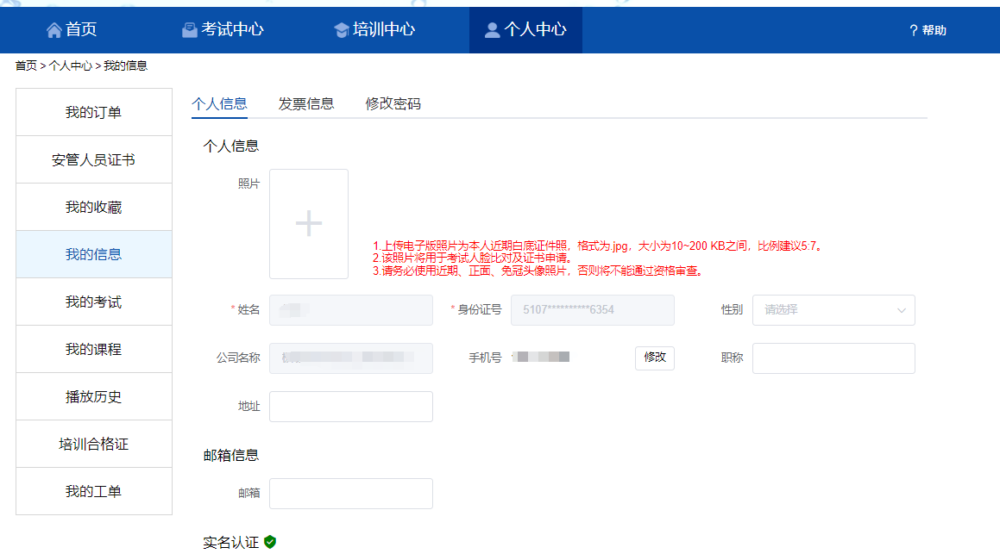 首页 考试中心 培训中心 个人中心 ? 帮助
首页 > 个人中心 > 我的信息
我的订单
安管人员证书
我的收藏
我的信息
我的考试
我的课程
播放历史
培训合格证
我的工单
个人信息 发票信息 修改密码
个人信息
照片
1.上传电子版照片为本人近期白底证件照，格式为.jpg，大小为10~200 KB之间，比例建议5:7。
2.该照片将用于考试人脸比对及证书申请。
3.请务必使用近期、正面、免冠头像照片，否则将不能通过资格审查。
* 姓名 * 身份证号 5107**********6354 性别 请选择
公司名称 手机号 修改 职称
地址
邮箱信息
邮箱
实名认证